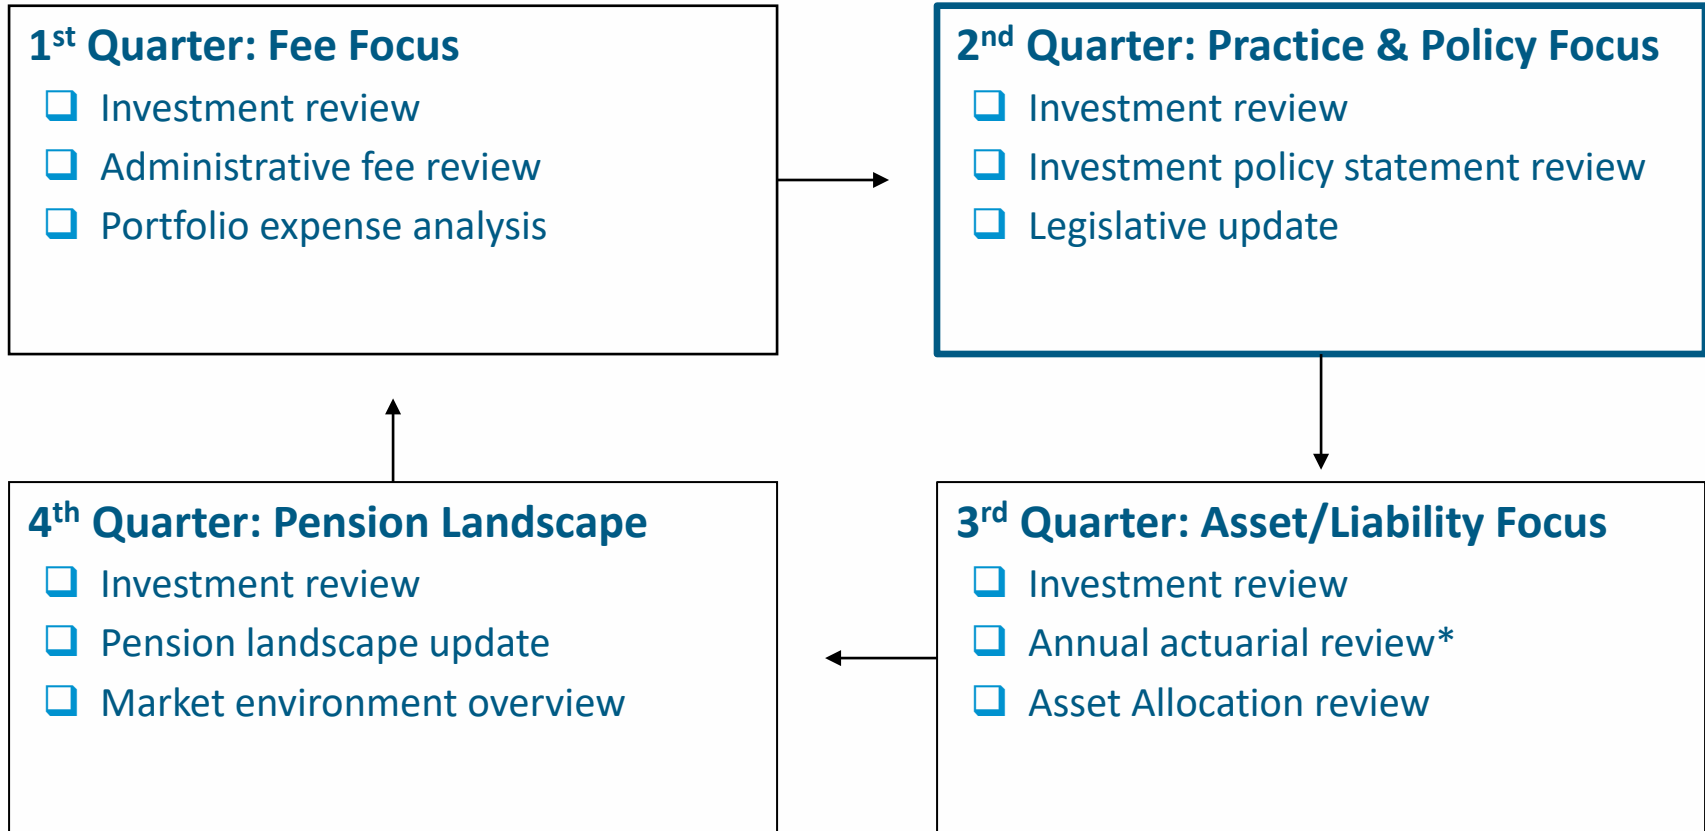 1st Quarter: Fee Focus
Investment review
Administrative fee review
Portfolio expense analysis
2nd Quarter: Practice & Policy Focus
Investment review
Investment policy statement review
Legislative update
3rd Quarter: Asset/Liability Focus
Investment review
Annual actuarial review*
Asset Allocation review
4th Quarter: Pension Landscape
Investment review
Pension landscape update
Market environment overview